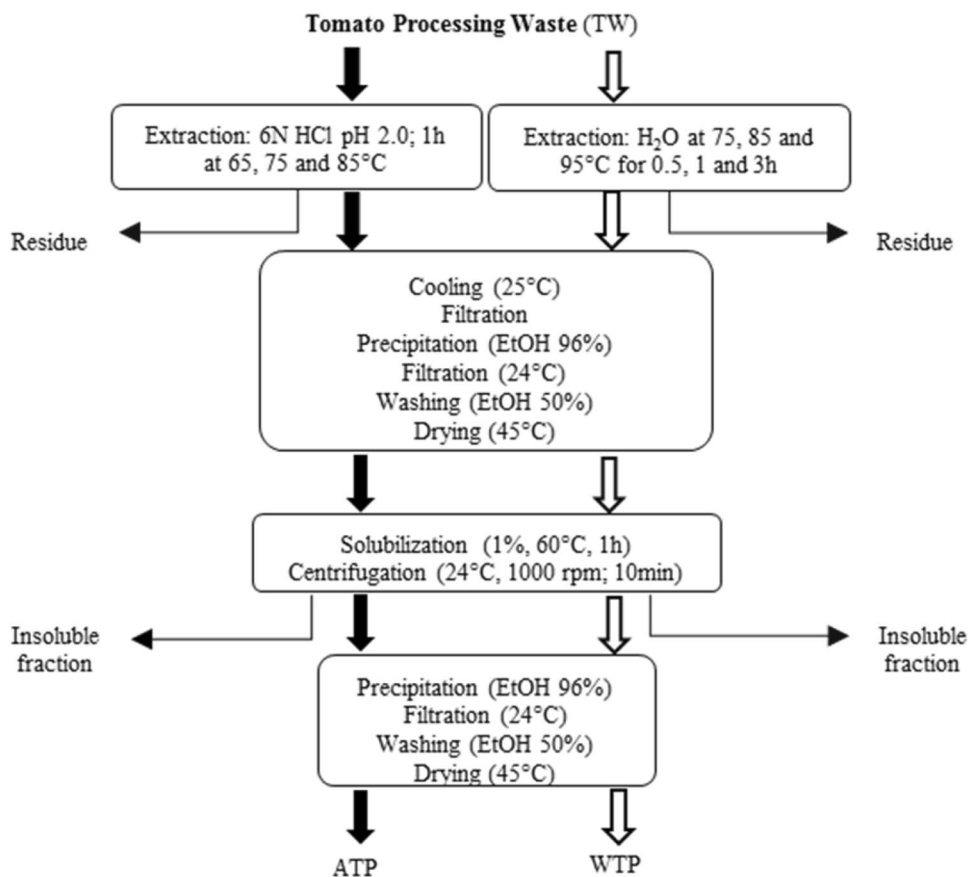 Tomato Processing Waste (TW)
Extraction: 6N HCl pH 2.0; 1h
at 65, 75 and 85°C
Extraction: H₂O at 75, 85 and
95°C for 0.5, 1 and 3h
Residue
Residue
Cooling (25°C)
Filtration
Precipitation (EtOH 96%)
Filtration (24°C)
Washing (EtOH 50%)
Drying (45°C)
Solubilization (1%, 60°C, 1h)
Centrifugation (24°C, 1000 rpm; 10min)
Insoluble
fraction
Insoluble
fraction
Precipitation (EtOH 96%)
Filtration (24°C)
Washing (EtOH 50%)
Drying (45°C)
ATP
WTP